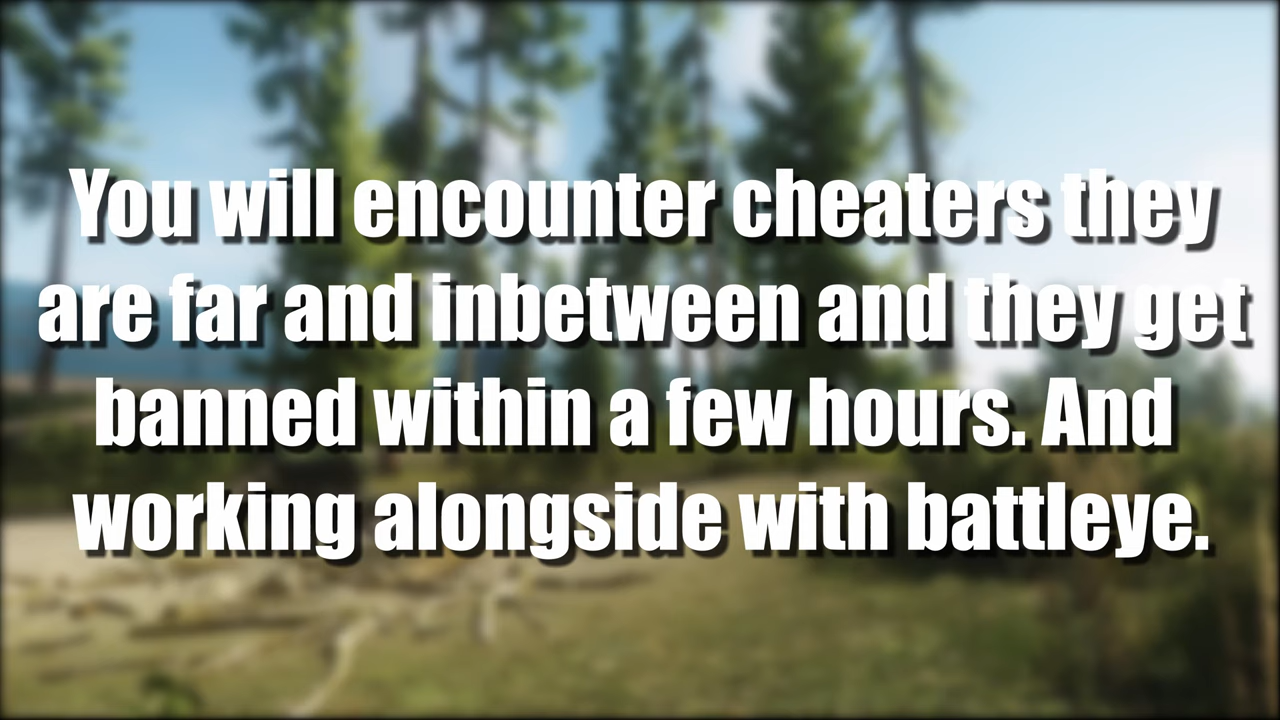 You will encounter cheaters they
are far and inbetween and they get
banned within a few hours. And
working alongside with battleye.